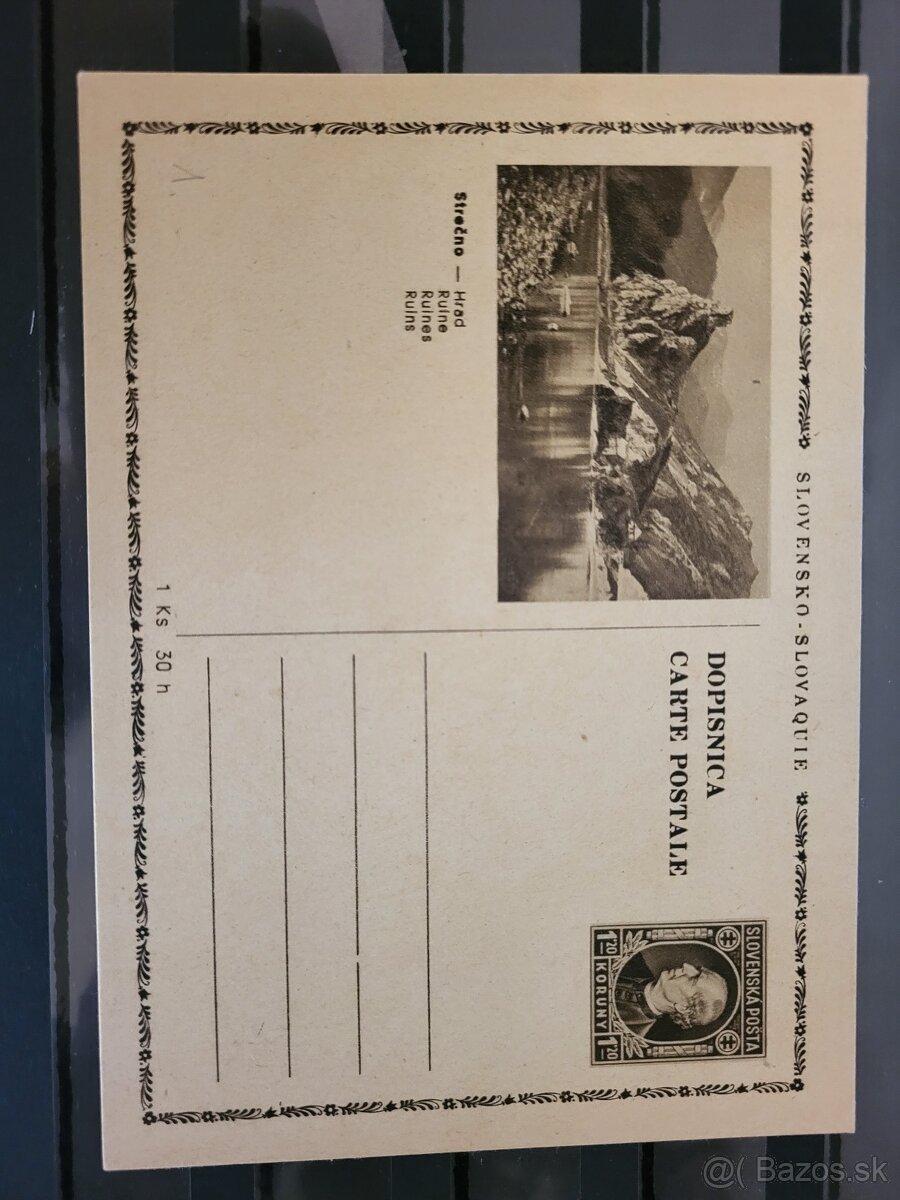 SLOVENSKO - SLOVAQUIE
Strečno — Hrad
Ruine
Ruines
Ruins
DOPISNICA
CARTE POSTALE
SLOVENSKÁ POŠTA
1·20 KORUNY 1·20
1 Ks 30 h
1
@( Bazos.sk